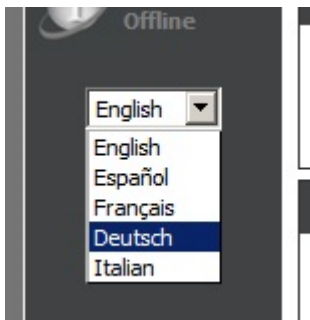 Offline
English
English
Español
Français
Deutsch
Italian